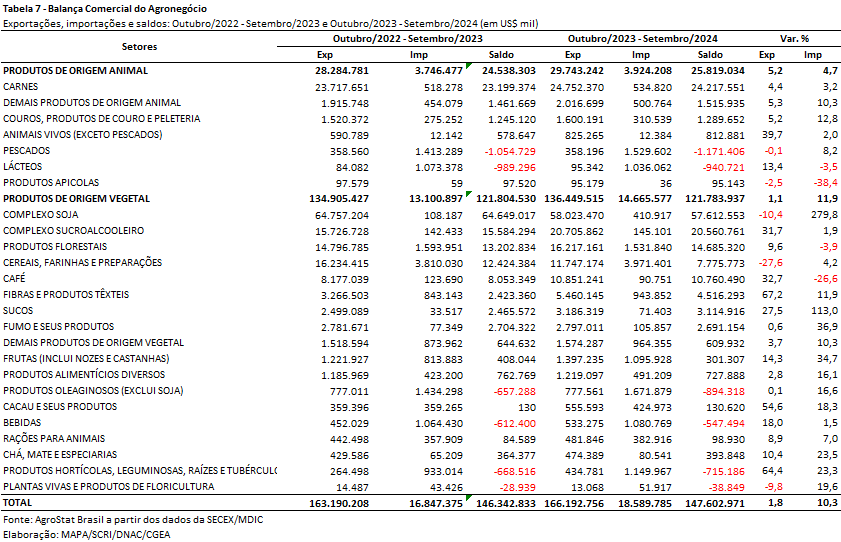 Tabela 7 - Balança Comercial do Agronegócio
Exportações, importações e saldos: Outubro/2022 - Setembro/2023 e Outubro/2023 - Setembro/2024 (em US$ mil)
Setores Outubro/2022 - Setembro/2023 Outubro/2023 - Setembro/2024 Var. %
Exp Imp Saldo Exp Imp Saldo Exp Imp
PRODUTOS DE ORIGEM ANIMAL 28.284.781 3.746.477 24.538.303 29.743.242 3.924.208 25.819.034 5,2 4,7
CARNES 23.717.651 518.278 23.199.374 24.752.370 534.820 24.217.551 4,4 3,2
DEMAIS PRODUTOS DE ORIGEM ANIMAL 1.915.748 454.079 1.461.669 2.016.699 500.764 1.515.935 5,3 10,3
COUROS, PRODUTOS DE COURO E PELETERIA 1.520.372 275.252 1.245.120 1.600.191 310.539 1.289.652 5,2 12,8
ANIMAIS VIVOS (EXCETO PESCADOS) 590.789 12.142 578.647 825.265 12.384 812.881 39,7 2,0
PESCADOS 358.560 1.413.289 -1.054.729 358.196 1.529.602 -1.171.406 -0,1 8,2
LÁCTEOS 84.082 1.073.378 -989.296 95.342 1.036.062 -940.721 13,4 -3,5
PRODUTOS APICOLAS 97.579 59 97.520 95.179 36 95.143 -2,5 -38,4
PRODUTOS DE ORIGEM VEGETAL 134.905.427 13.100.897 121.804.530 136.449.515 14.665.577 121.783.937 1,1 11,9
COMPLEXO SOJA 64.757.204 108.187 64.649.017 58.023.470 410.917 57.612.553 -10,4 279,8
COMPLEXO SUCROALCOOLEIRO 15.726.728 142.433 15.584.294 20.705.862 145.101 20.560.761 31,7 1,9
PRODUTOS FLORESTAIS 14.796.785 1.593.951 13.202.834 16.217.161 1.531.840 14.685.320 9,6 -3,9
CEREAIS, FARINHAS E PREPARAÇÕES 16.234.415 3.810.030 12.424.384 11.747.174 3.971.401 7.775.773 -27,6 4,2
CAFÉ 8.177.039 123.690 8.053.349 10.851.241 90.751 10.760.490 32,7 -26,6
FIBRAS E PRODUTOS TÊXTEIS 3.266.503 843.143 2.423.360 5.460.145 943.852 4.516.293 67,2 11,9
SUCOS 2.499.089 33.517 2.465.572 3.186.319 71.403 3.114.916 27,5 113,0
FUMO E SEUS PRODUTOS 2.781.671 77.349 2.704.322 2.797.011 105.857 2.691.154 0,6 36,9
DEMAIS PRODUTOS DE ORIGEM VEGETAL 1.518.594 873.962 644.632 1.574.287 964.355 609.932 3,7 10,3
FRUTAS (INCLUI NOZES E CASTANHAS) 1.221.927 813.883 408.044 1.397.235 1.095.928 301.307 14,3 34,7
PRODUTOS ALIMENTÍCIOS DIVERSOS 1.185.969 423.200 762.769 1.219.097 491.209 727.888 2,8 16,1
PRODUTOS OLEAGINOSOS (EXCLUI SOJA) 777.011 1.434.298 -657.288 777.561 1.671.879 -894.318 0,1 16,6
CACAU E SEUS PRODUTOS 359.396 359.265 130 555.593 424.973 130.620 54,6 18,3
BEBIDAS 452.029 1.064.430 -612.400 533.275 1.080.769 -547.494 18,0 1,5
RAÇÕES PARA ANIMAIS 442.498 357.909 84.589 481.846 382.916 98.930 8,9 7,0
CHÁ, MATE E ESPECIARIAS 429.586 65.209 364.377 474.389 80.541 393.848 10,4 23,5
PRODUTOS HORTÍCOLAS, LEGUMINOSAS, RAÍZES E TUBÉRCULO 264.498 933.014 -668.516 434.781 1.149.967 -715.186 64,4 23,3
PLANTAS VIVAS E PRODUTOS DE FLORICULTURA 14.487 43.426 -28.939 13.068 51.917 -38.849 -9,8 19,6
TOTAL 163.190.208 16.847.375 146.342.833 166.192.756 18.589.785 147.602.971 1,8 10,3
Fonte: AgroStat Brasil a partir dos dados da SECEX/MDIC
Elaboração: MAPA/SCRI/DNAC/CGEA